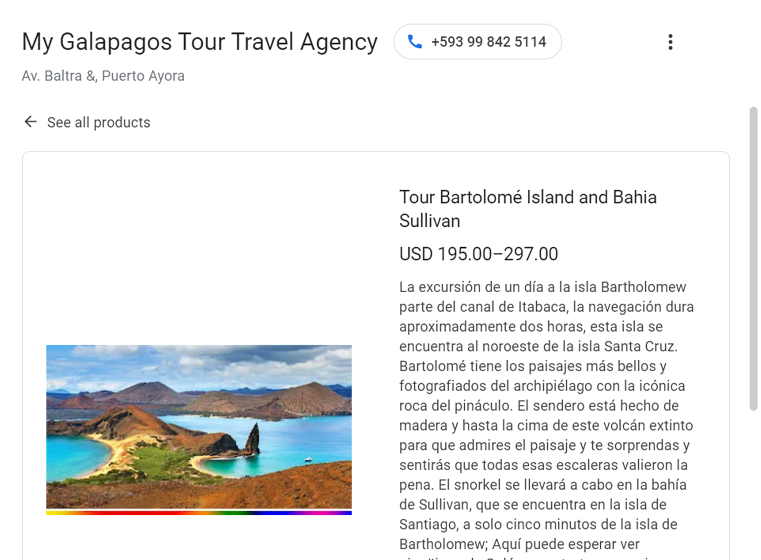 My Galapagos Tour Travel Agency
+593 99 842 5114
Av. Baltra &, Puerto Ayora
See all products
Tour Bartolomé Island and Bahia
Sullivan
USD 195.00–297.00
La excursión de un día a la isla Bartholomew
parte del canal de Itabaca, la navegación dura
aproximadamente dos horas, esta isla se
encuentra al noroeste de la isla Santa Cruz.
Bartolomé tiene los paisajes más bellos y
fotografiados del archipiélago con la icónica
roca del pináculo. El sendero está hecho de
madera y hasta la cima de este volcán extinto
para que admires el paisaje y te sorprendas y
sentirás que todas esas escaleras valieron la
pena. El snorkel se llevará a cabo en la bahía
de Sullivan, que se encuentra en la isla de
Santiago, a solo cinco minutos de la isla de
Bartholomew; Aquí puede esperar ver